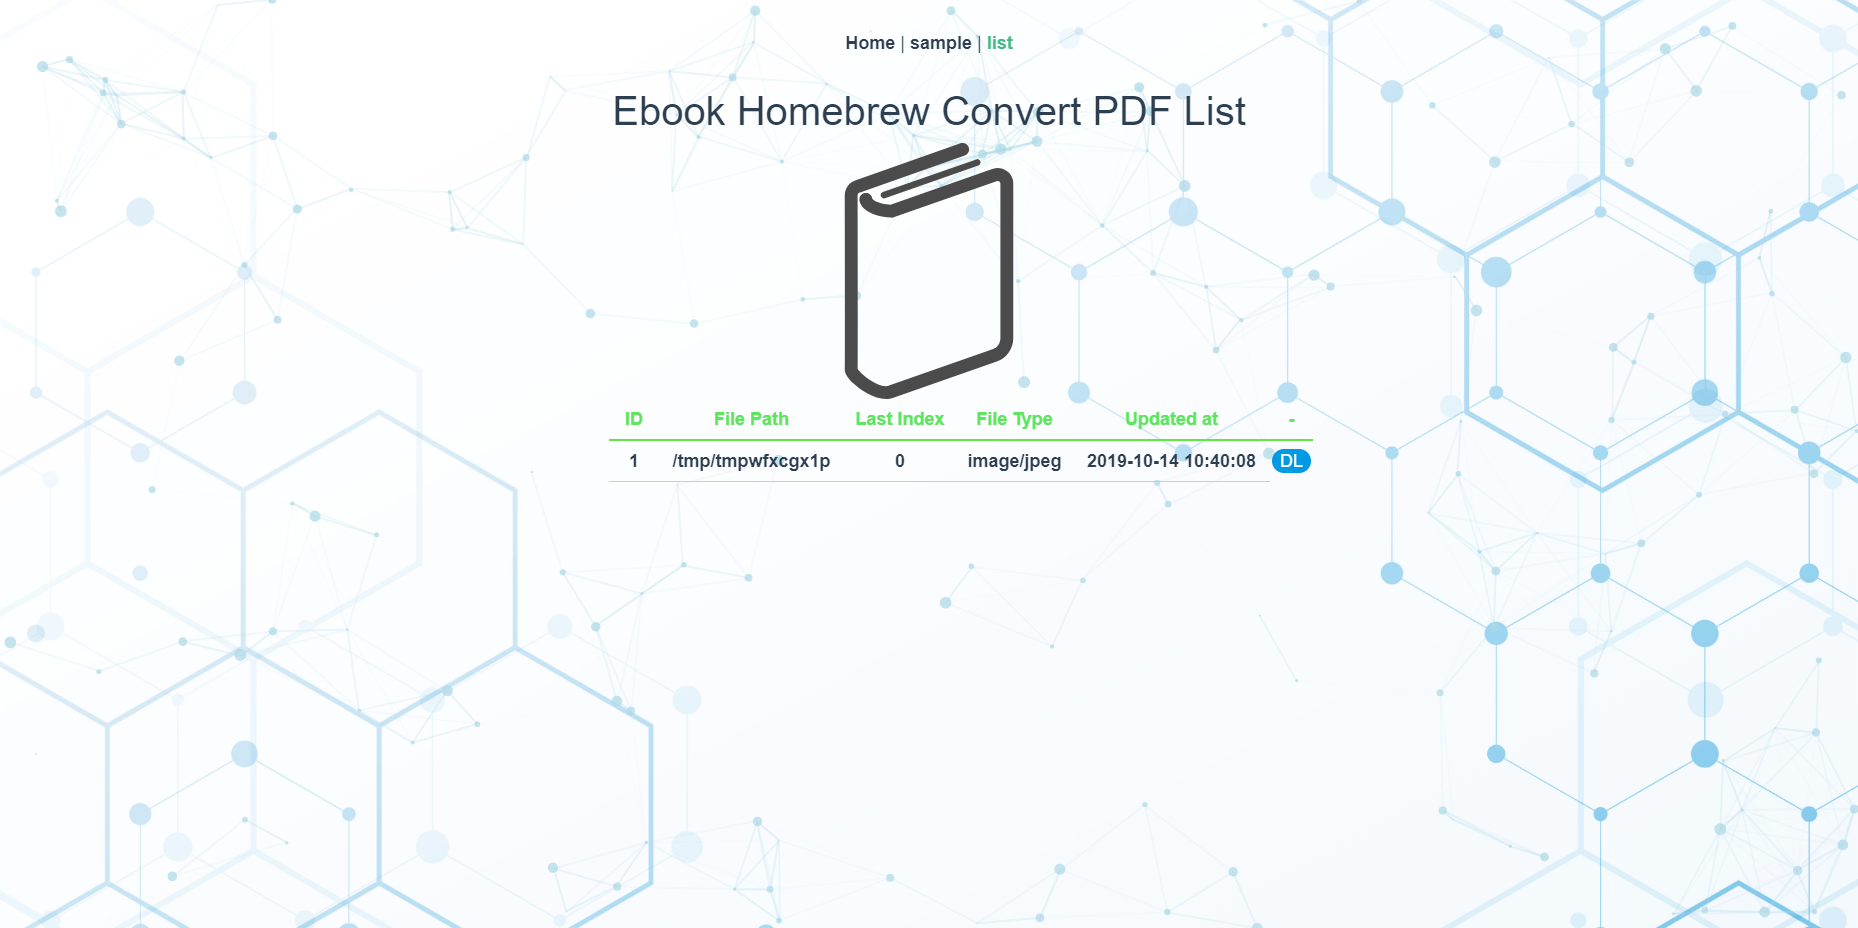 Home | sample | list
Ebook Homebrew Convert PDF List
ID File Path Last Index File Type Updated at -
1 /tmp/tmpwfxcgx1p 0 image/jpeg 2019-10-14 10:40:08 DL